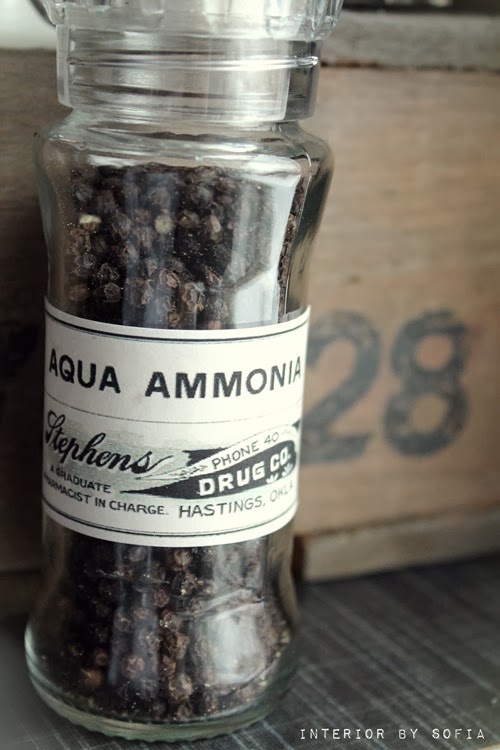 AQUA AMMONIA
Stephens
PHONE 40
DRUG CO.
A GRADUATE
PHARMACIST IN CHARGE.
HASTINGS, OKLA
28
INTERIOR BY SOFIA